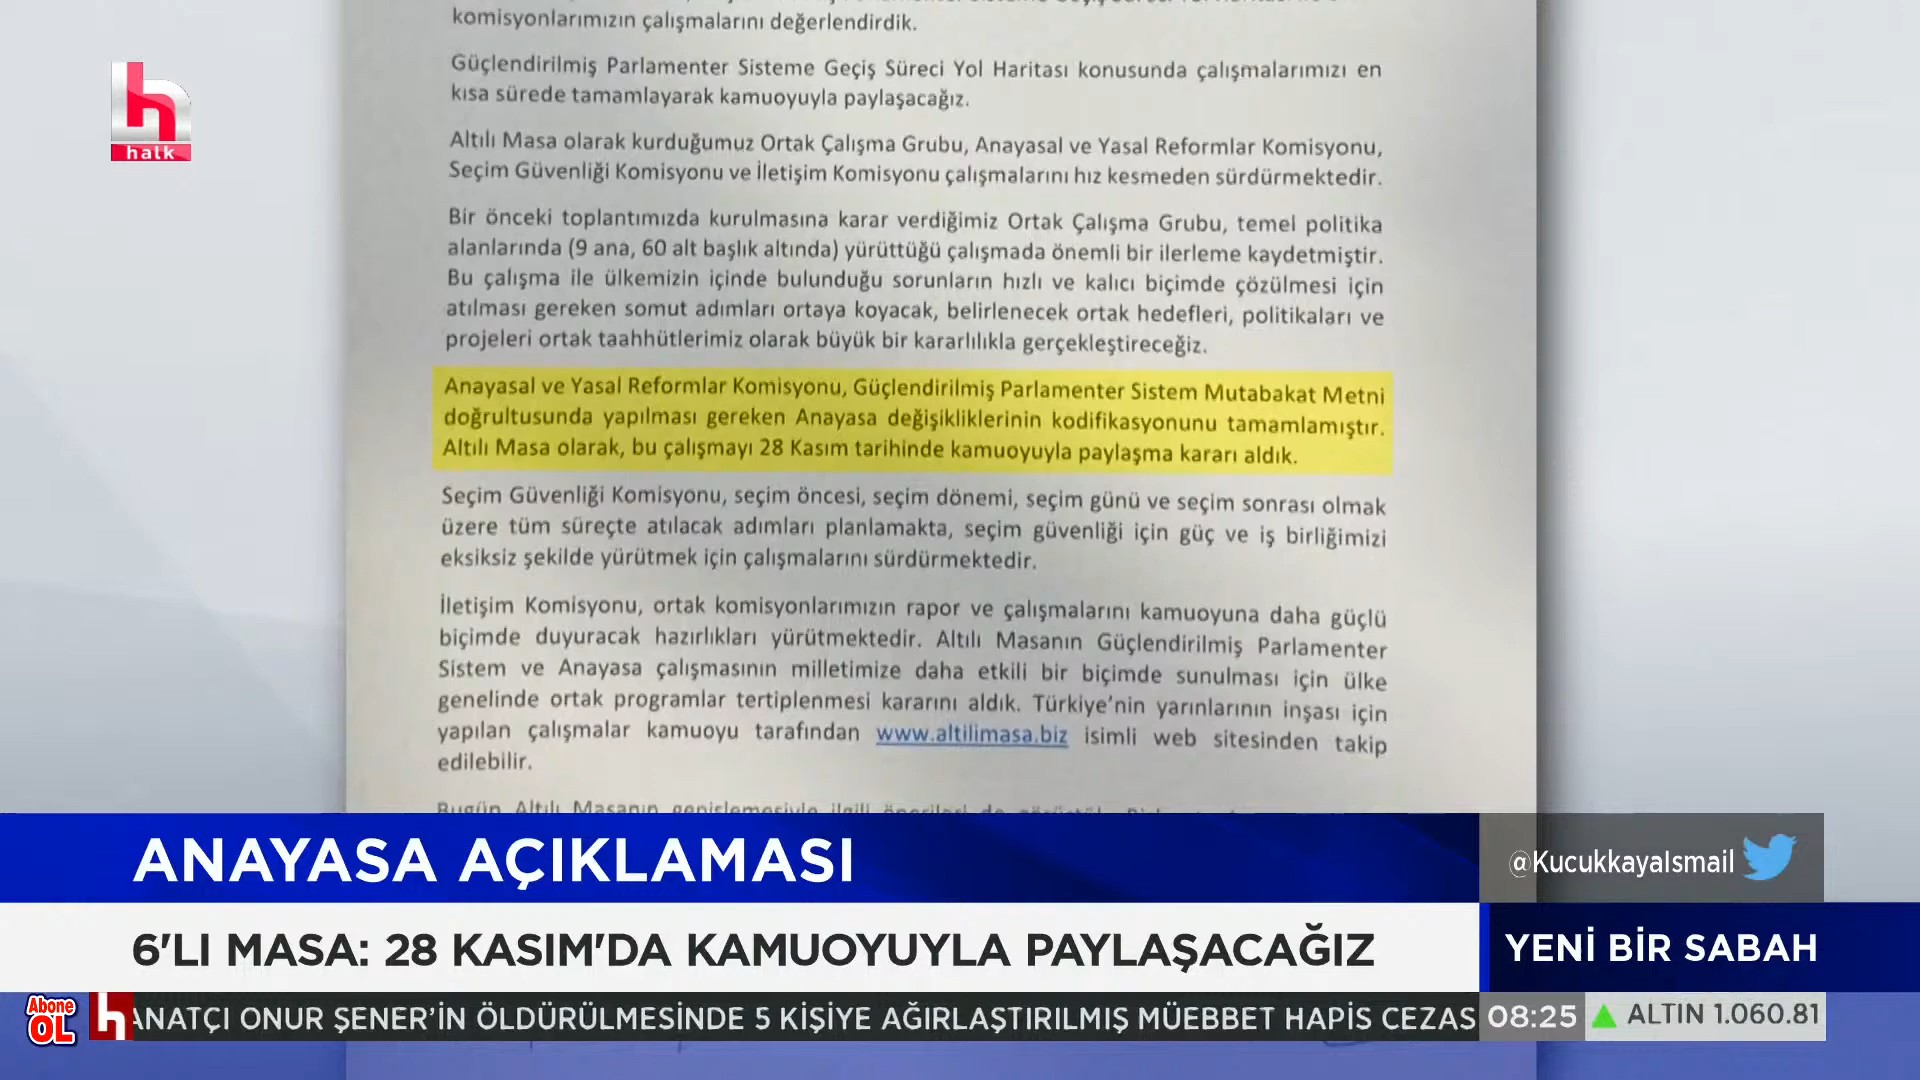 komisyonlarımızın çalışmalarını değerlendirdik.
Güçlendirilmiş Parlamenter Sisteme Geçiş Süreci Yol Haritası konusunda çalışmalarımızı en
kısa sürede tamamlayarak kamuoyuyla paylaşacağız.
Altılı Masa olarak kurduğumuz Ortak Çalışma Grubu, Anayasal ve Yasal Reformlar Komisyonu,
Seçim Güvenliği Komisyonu ve İletişim Komisyonu çalışmalarını hız kesmeden sürdürmektedir.
Bir önceki toplantımızda kurulmasına karar verdiğimiz Ortak Çalışma Grubu, temel politika
alanlarında (9 ana, 60 alt başlık altında) yürüttüğü çalışmada önemli bir ilerleme kaydetmiştir.
Bu çalışma ile ülkemizin içinde bulunduğu sorunların hızlı ve kalıcı biçimde çözülmesi için
atılması gereken somut adımları ortaya koyacak, belirlenecek ortak hedefleri, politikaları ve
projeleri ortak taahhütlerimiz olarak büyük bir kararlılıkla gerçekleştireceğiz.
Anayasal ve Yasal Reformlar Komisyonu, Güçlendirilmiş Parlamenter Sistem Mutabakat Metni
doğrultusunda yapılması gereken Anayasa değişikliklerinin kodifikasyonunu tamamlamıştır.
Altılı Masa olarak, bu çalışmayı 28 Kasım tarihinde kamuoyuyla paylaşma kararı aldık.
Seçim Güvenliği Komisyonu, seçim öncesi, seçim dönemi, seçim günü ve seçim sonrası olmak
üzere tüm süreçte atılacak adımları planlamakta, seçim güvenliği için güç ve iş birliğimizi
eksiksiz şekilde yürütmek için çalışmalarını sürdürmektedir.
İletişim Komisyonu, ortak komisyonlarımızın rapor ve çalışmalarını kamuoyuna daha güçlü
biçimde duyuracak hazırlıkları yürütmektedir. Altılı Masanın Güçlendirilmiş Parlamenter
Sistem ve Anayasa çalışmasının milletimize daha etkili bir biçimde sunulması için ülke
genelinde ortak programlar tertiplenmesi kararını aldık. Türkiye'nin yarınlarının inşası için
yapılan çalışmalar kamuoyu tarafından www.altilimasa.biz isimli web sitesinden takip
edilebilir.
Bugün Altılı Masanın genişlemesiyle ilgili önerileri de
halk
ANAYASA AÇIKLAMASI
@KucukkayaIsmail
6'LI MASA: 28 KASIM'DA KAMUOYUYLA PAYLAŞACAĞIZ
YENİ BİR SABAH
Abone
OL
h
ANATÇI ONUR ŞENER'İN ÖLDÜRÜLMESİNDE 5 KİŞİYE AĞIRLAŞTIRILMIŞ MÜEBBET HAPİS CEZAS
08:25
ALTIN 1.060.81